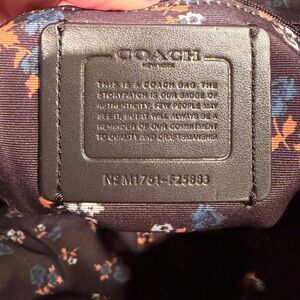 COACH
NEW YORK
THIS IS A COACH BAG. THE
STORYPATCH IS OUR BADGE OF
AUTHENTICITY. FEW PEOPLE MAY
SEE IT, BUT IT WILL ALWAYS BE A
REMINDER OF OUR COMMITMENT
TO QUALITY AND CRAFTSMANSHIP
Nº M1761-F25883